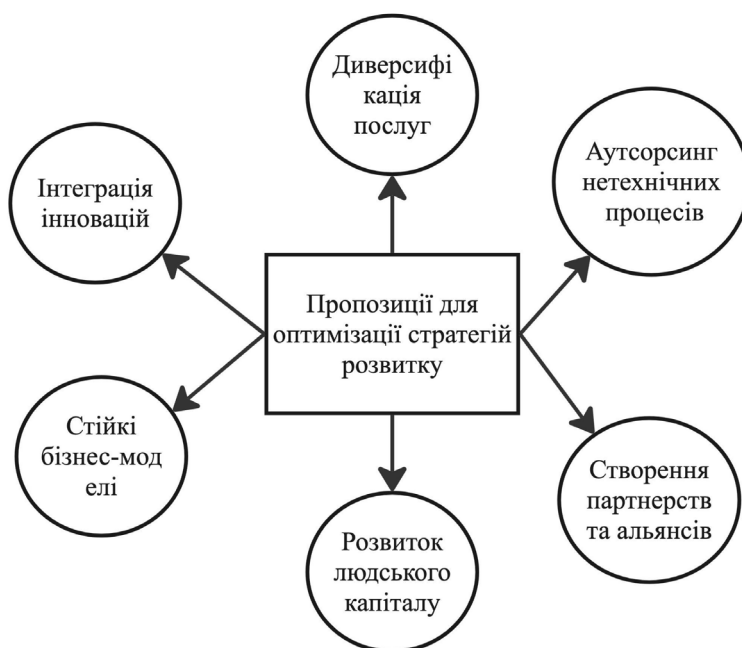 Диверсифі
кація
послуг
Аутсорсинг
нетехнічних
процесів
Інтеграція
інновацій
Пропозиції для
оптимізації стратегій
розвитку
Стійкі
бізнес-мод
елі
Створення
партнерств
та альянсів
Розвиток
людського
капіталу